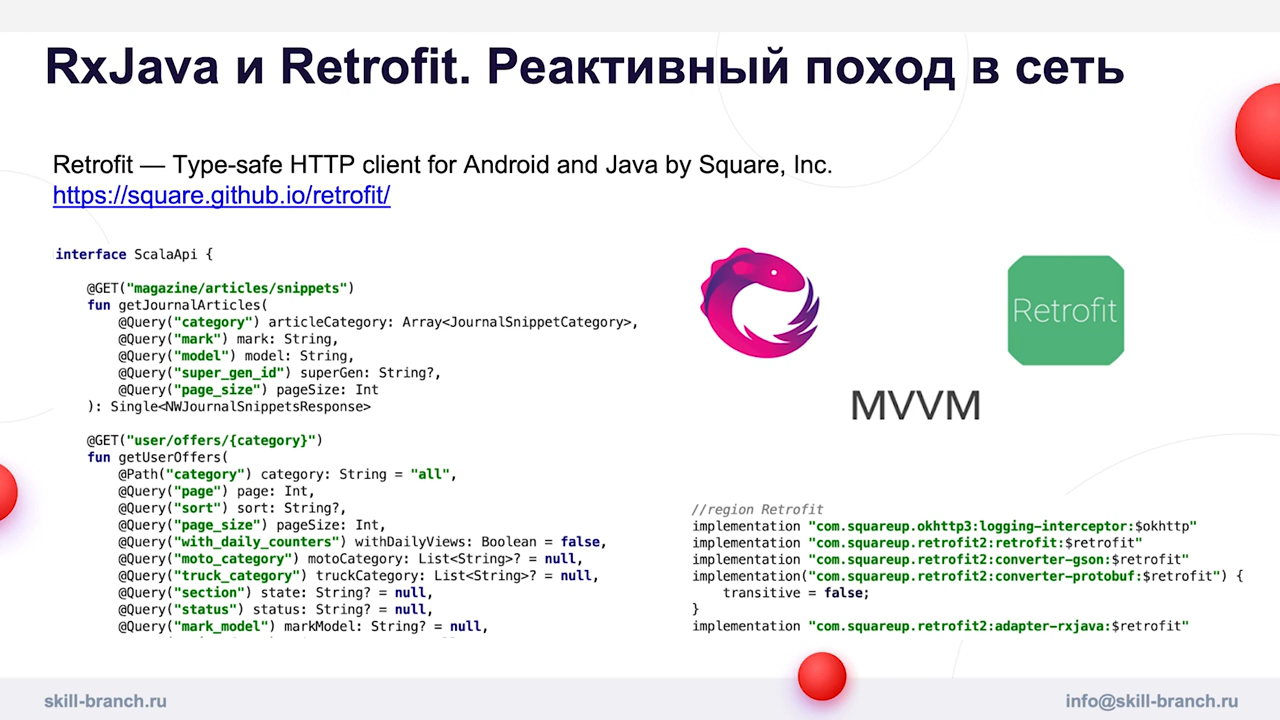 RxJava и Retrofit. Реактивный поход в сеть
Retrofit — Type-safe HTTP client for Android and Java by Square, Inc.
https://square.github.io/retrofit/
interface ScalaApi {
@GET("magazine/articles/snippets")
fun getJournalArticles(
@Query("category") articleCategory: Array<JournalSnippetCategory>,
@Query("mark") mark: String,
@Query("model") model: String,
@Query("super_gen_id") superGen: String?,
@Query("page_size") pageSize: Int
): Single<NWJournalSnippetsResponse>
@GET("user/offers/{category}")
fun getUserOffers(
@Path("category") category: String = "all",
@Query("page") page: Int,
@Query("sort") sort: String?,
@Query("page_size") pageSize: Int,
@Query("with_daily_counters") withDailyViews: Boolean = false,
@Query("moto_category") motoCategory: List<String>? = null,
@Query("truck_category") truckCategory: List<String>? = null,
@Query("section") state: String? = null,
@Query("status") status: String? = null,
@Query("mark_model") markModel: String? = null,
Retrofit
MVVM
//region Retrofit
implementation "com.squareup.okhttp3:logging-interceptor:$okhttp"
implementation "com.squareup.retrofit2:retrofit:$retrofit"
implementation "com.squareup.retrofit2:converter-gson:$retrofit"
implementation("com.squareup.retrofit2:converter-protobuf:$retrofit") {
transitive = false;
}
implementation "com.squareup.retrofit2:adapter-rxjava:$retrofit"
skill-branch.ru
info@skill-branch.ru